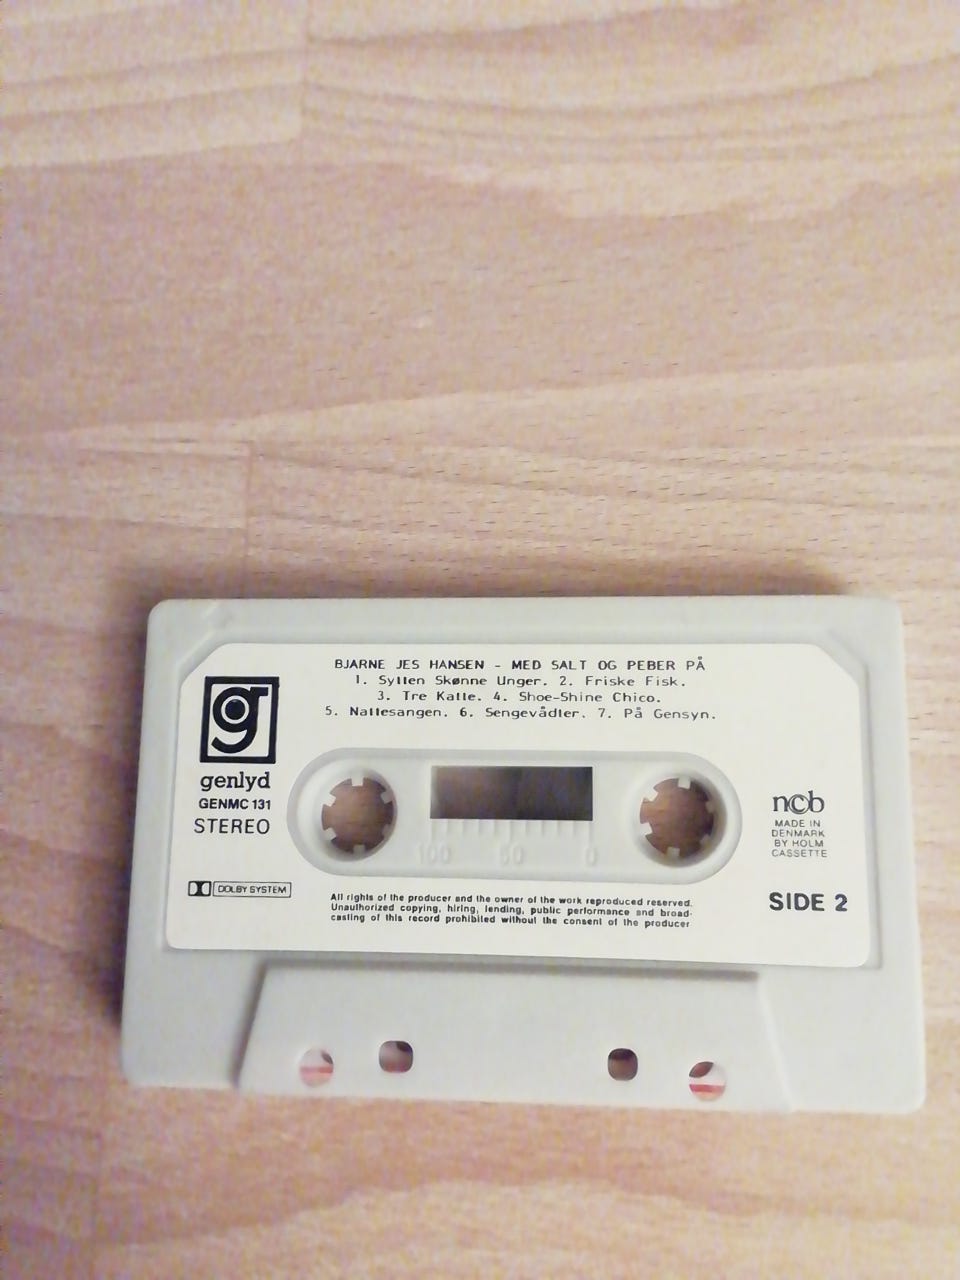 BJARNE JES HANSEN - MED SALT OG PEBER PÅ
1. Sytten Skønne Unger. 2. Friske Fisk.
3. Tre Katte. 4. Shoe-Shine Chico.
5. Nattesangen. 6. Sengevådter. 7. På Gensyn.
g
genlyd
GENMC 131
STEREO
DOLBY SYSTEM
100 50 0
ncb
MADE IN
DENMARK
BY HOLM
CASSETTE
SIDE 2
All rights of the producer and the owner of the work reproduced reserved.
Unauthorized copying, hiring, lending, public performance and broad-
casting of this record prohibited without the consent of the producer